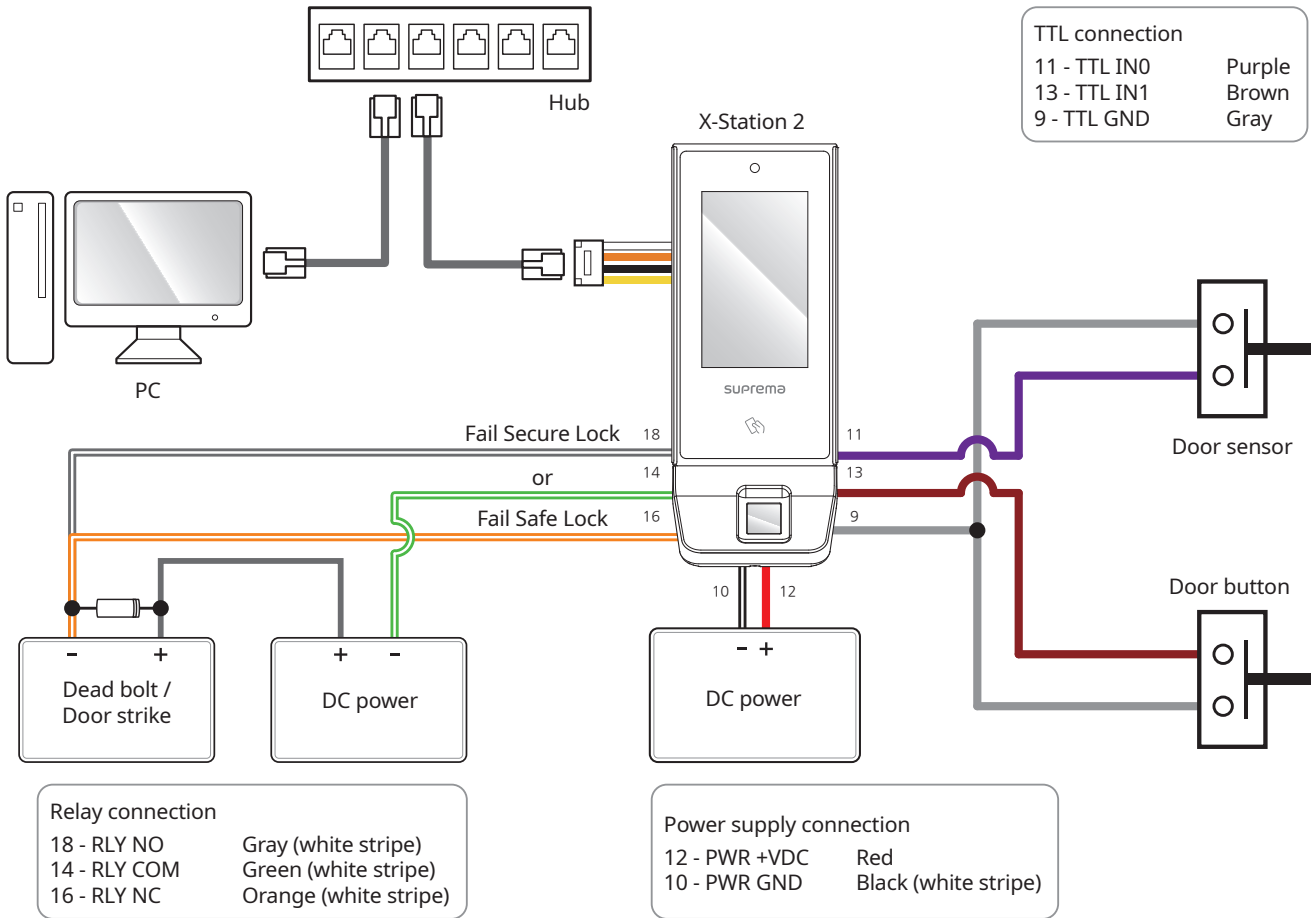 TTL connection
11 - TTL IN0 Purple
13 - TTL IN1 Brown
9 - TTL GND Gray
Hub
X-Station 2
PC
suprema
Door sensor
Fail Secure Lock 18
11
or 14
13
Fail Safe Lock 16
9
10 12
Door button
- +
+ -
- +
Dead bolt /
Door strike
DC power
DC power
Relay connection
18 - RLY NO Gray (white stripe)
14 - RLY COM Green (white stripe)
16 - RLY NC Orange (white stripe)
Power supply connection
12 - PWR +VDC Red
10 - PWR GND Black (white stripe)